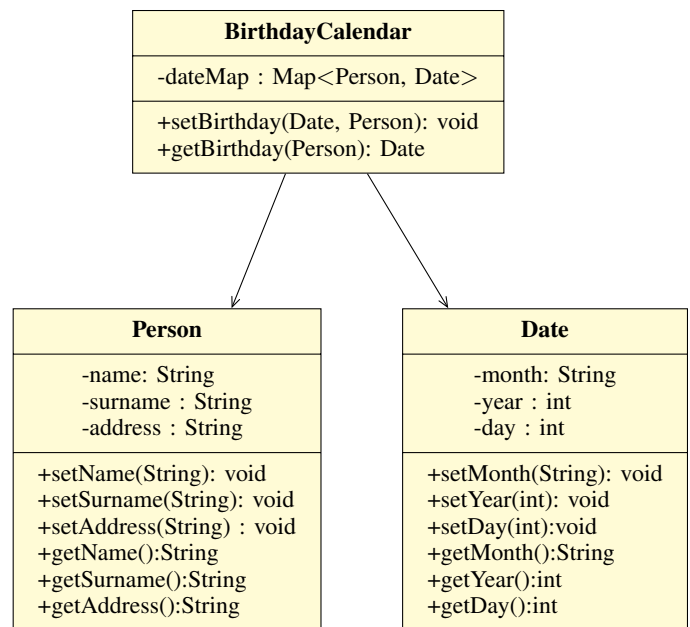 BirthdayCalendar
-dateMap : Map<Person, Date>
+setBirthday(Date, Person): void
+getBirthday(Person): Date
Person
-name: String
-surname : String
-address : String
+setName(String): void
+setSurname(String): void
+setAddress(String) : void
+getName():String
+getSurname():String
+getAddress():String
Date
-month: String
-year : int
-day : int
+setMonth(String): void
+setYear(int): void
+setDay(int):void
+getMonth():String
+getYear():int
+getDay():int